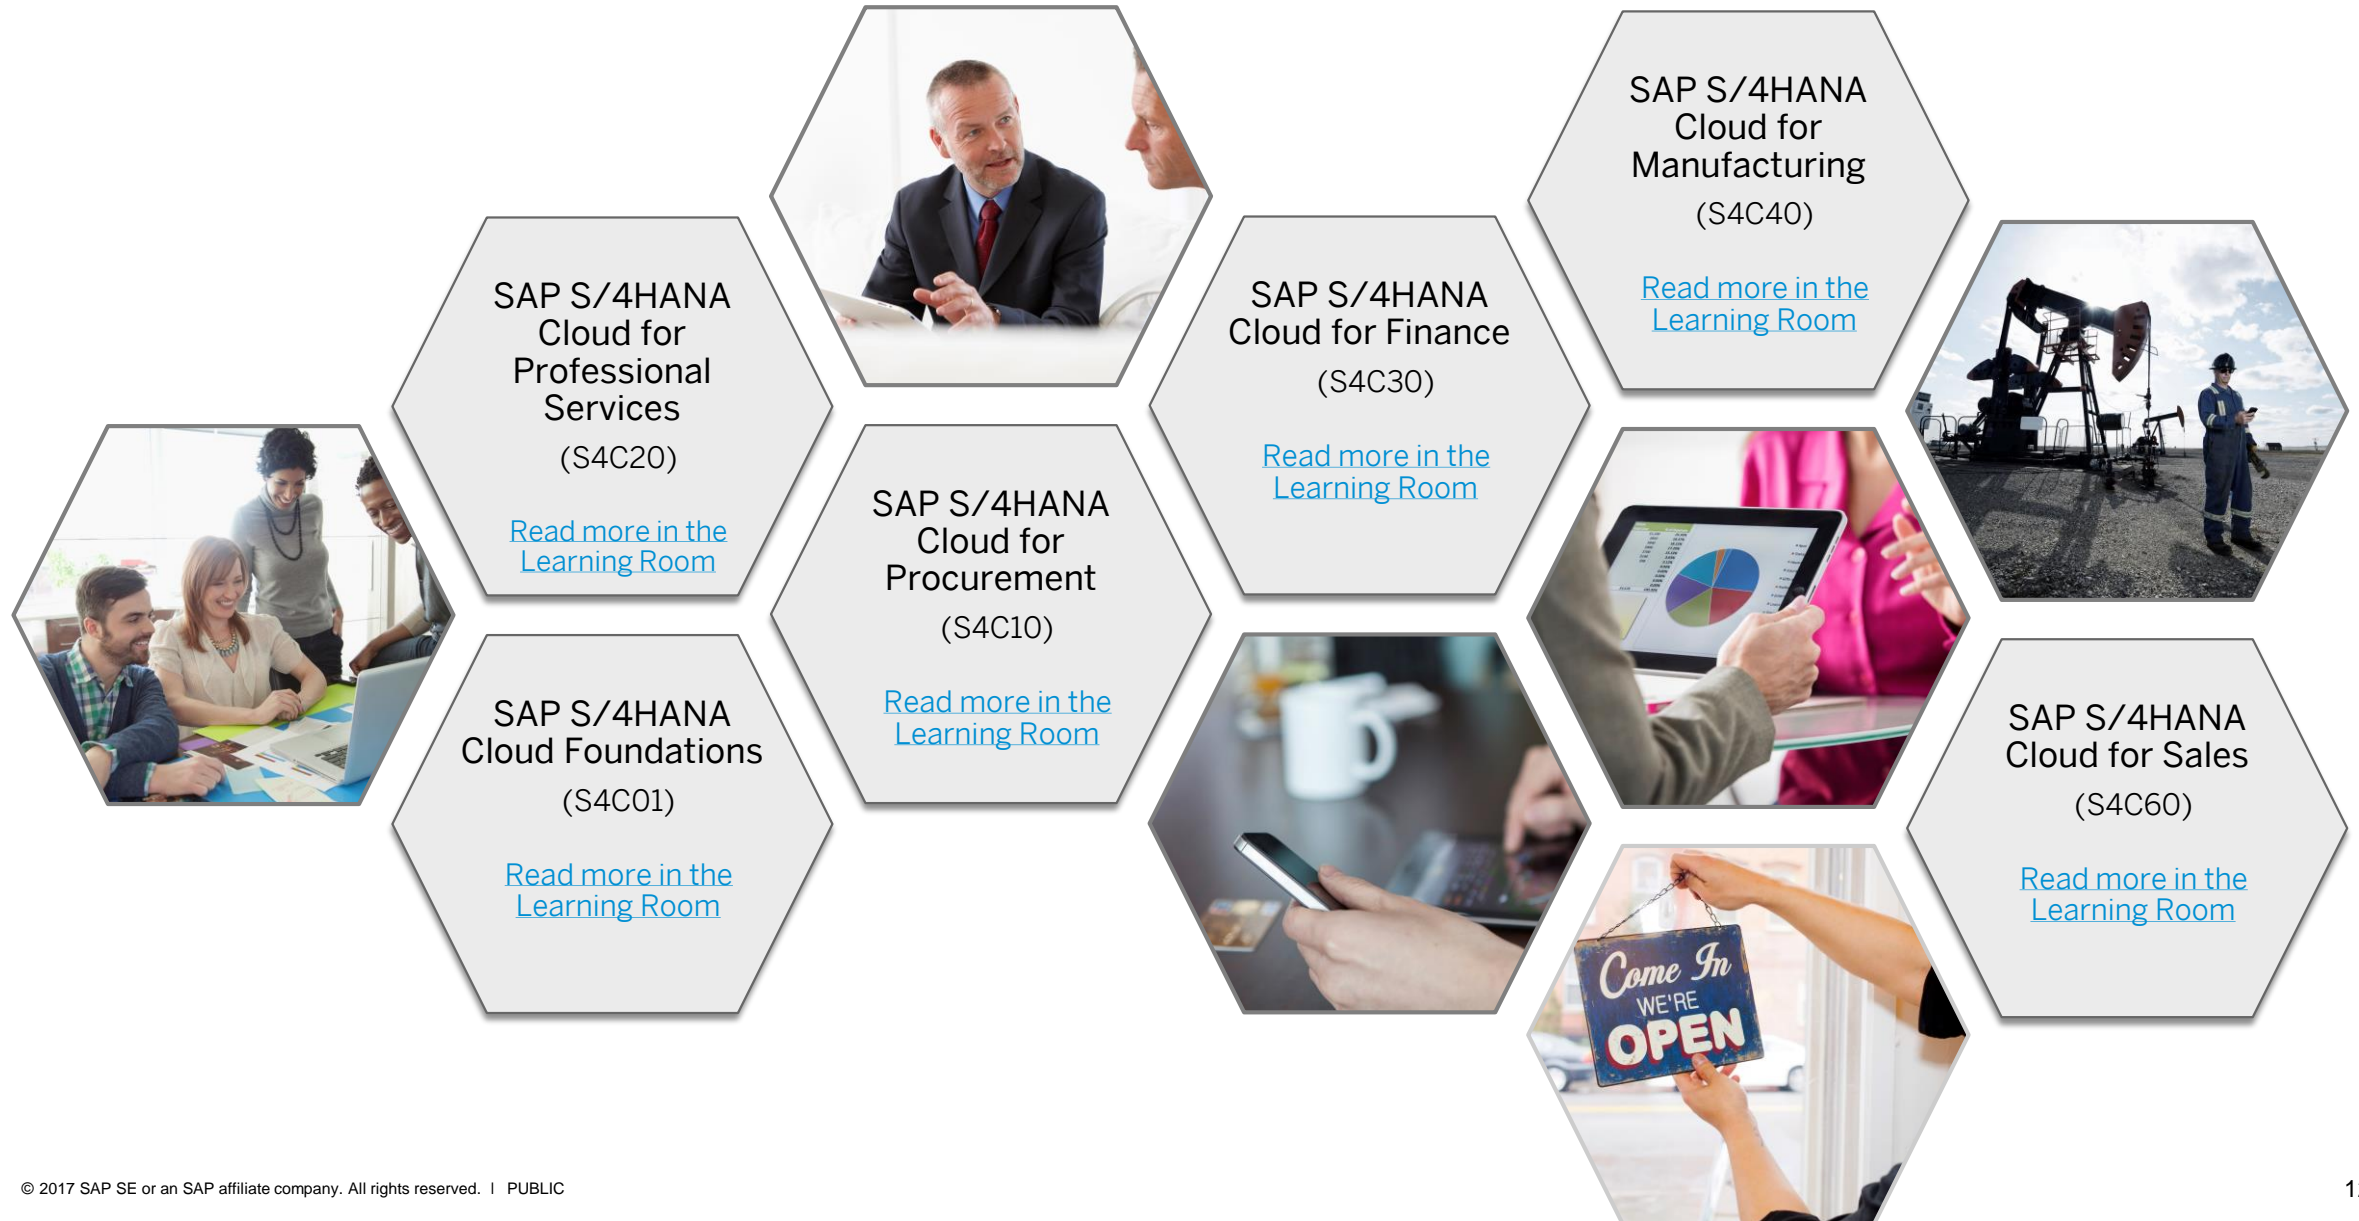 SAP S/4HANA
Cloud for
Professional
Services
(S4C20)
Read more in the
Learning Room
SAP S/4HANA
Cloud Foundations
(S4C01)
Read more in the
Learning Room
SAP S/4HANA
Cloud for
Procurement
(S4C10)
Read more in the
Learning Room
SAP S/4HANA
Cloud for Finance
(S4C30)
Read more in the
Learning Room
SAP S/4HANA
Cloud for
Manufacturing
(S4C40)
Read more in the
Learning Room
SAP S/4HANA
Cloud for Sales
(S4C60)
Read more in the
Learning Room
Come In
WE'RE
OPEN
© 2017 SAP SE or an SAP affiliate company. All rights reserved. | PUBLIC